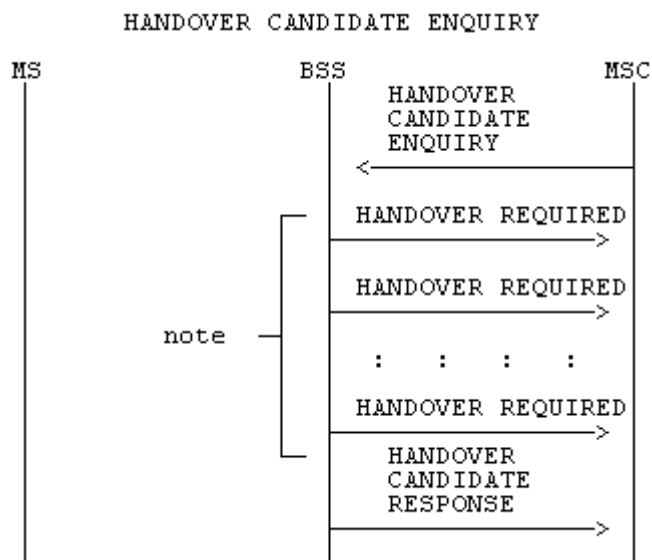 HANDOVER CANDIDATE ENQUIRY
MS BSS MSC
HANDOVER
CANDIDATE
ENQUIRY
HANDOVER REQUIRED
HANDOVER REQUIRED
note
: : : :
HANDOVER REQUIRED
HANDOVER
CANDIDATE
RESPONSE